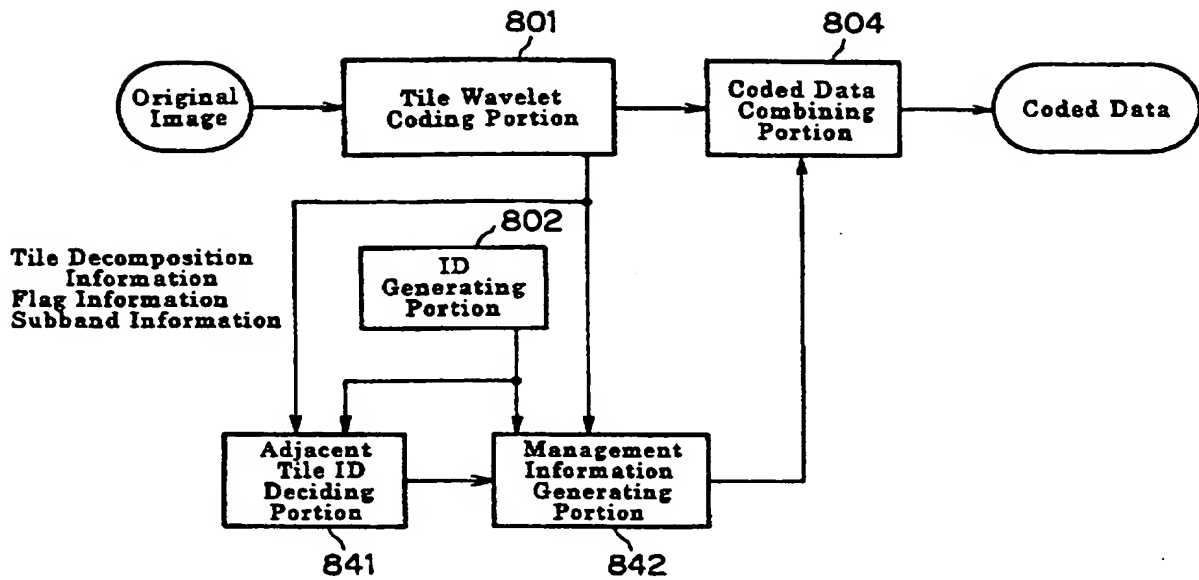 801
804
Original
Image
Tile Wavelet
Coding Portion
Coded Data
Combining
Portion
Coded Data
802
Tile Decomposition
Information
Flag Information
Subband Information
ID
Generating
Portion
Adjacent
Tile ID
Deciding
Portion
Management
Information
Generating
Portion
841
842